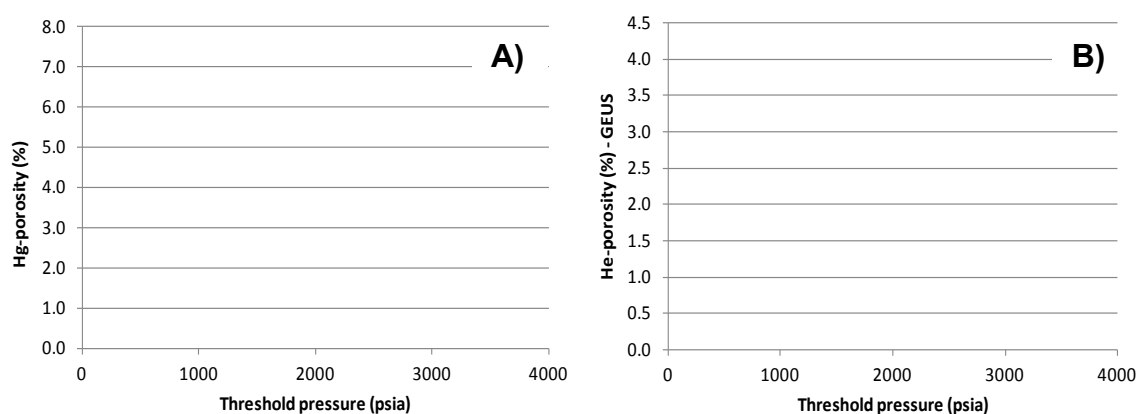 A)
8.0
7.0
6.0
5.0
4.0
3.0
2.0
1.0
0.0
Hg-porosity (%)
0 1000 2000 3000 4000
Threshold pressure (psia)
B)
4.5
4.0
3.5
3.0
2.5
2.0
1.5
1.0
0.5
0.0
He-porosity (%) - GEUS
0 1000 2000 3000 4000
Threshold pressure (psia)